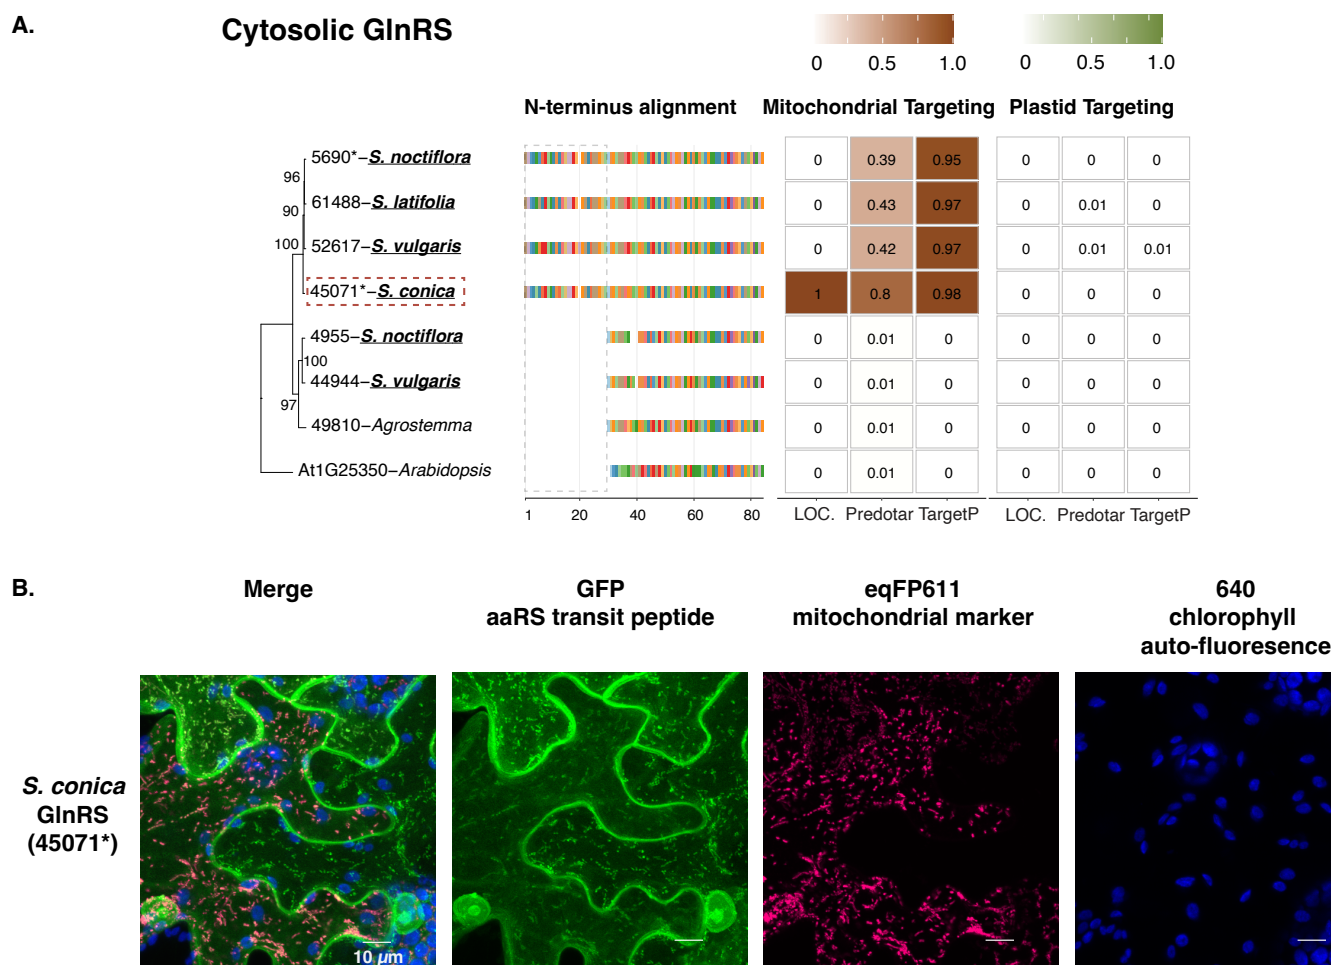 A.
Cytosolic GlnRS
0 0.5 1.0 0 0.5 1.0
N-terminus alignment Mitochondrial Targeting Plastid Targeting
5690*–S. noctiflora 0 0.39 0.95 0 0 0
96
61488–S. latifolia 0 0.43 0.97 0 0.01 0
90
52617–S. vulgaris 0 0.42 0.97 0 0.01 0.01
100
45071*–S. conica 1 0.8 0.98 0 0 0
4955–S. noctiflora 0 0.01 0 0 0 0
100
44944–S. vulgaris 0 0.01 0 0 0 0
97
49810–Agrostemma 0 0.01 0 0 0 0
At1G25350–Arabidopsis 0 0.01 0 0 0 0
1 20 40 60 80 LOC. Predotar TargetP LOC. Predotar TargetP
B.
Merge
GFP
aaRS transit peptide
eqFP611
mitochondrial marker
640
chlorophyll
auto-fluoresence
S. conica
GlnRS
(45071*)
10 µm